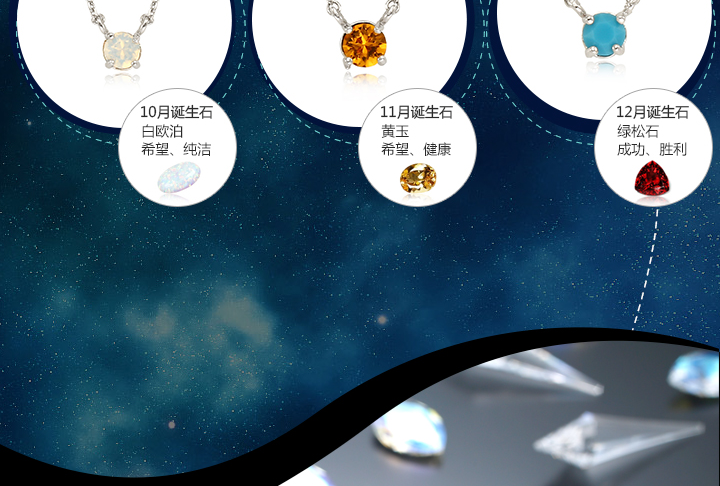 10月诞生石
白欧泊
希望、纯洁
11月诞生石
黄玉
希望、健康
12月诞生石
绿松石
成功、胜利